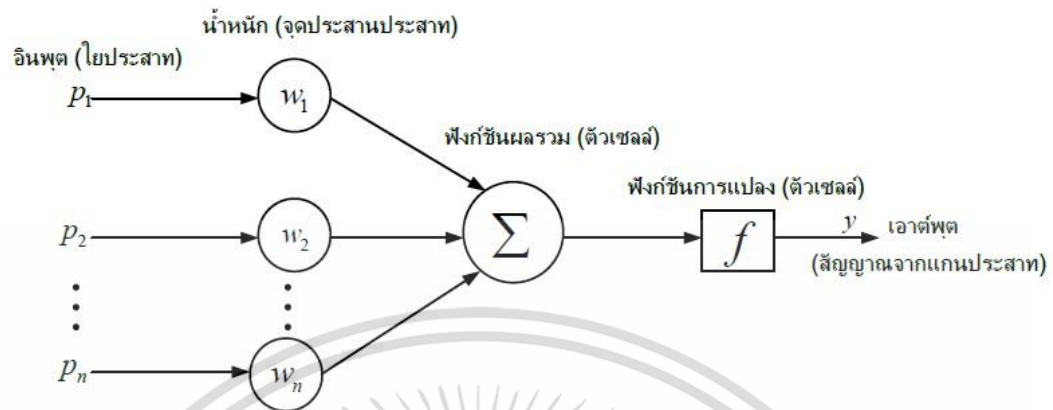 น้ำหนัก (จุดประสานประสาท)
อินพุต (ใยประสาท)
p₁ w₁
ฟังก์ชันผลรวม (ตัวเซลล์)
ฟังก์ชันการแปลง (ตัวเซลล์)
p₂ w₂ ∑ f y เอาต์พุต
(สัญญาณจากแกนประสาท)
pₙ wₙ